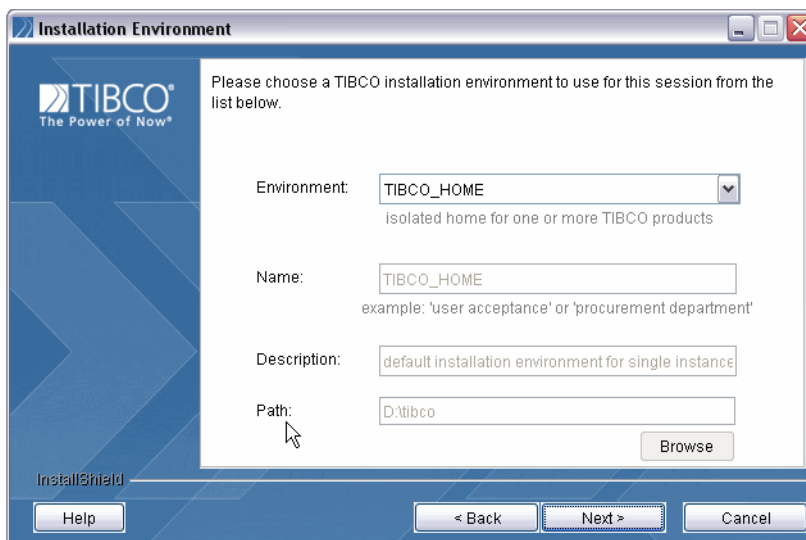 Installation Environment
TIBCO®
The Power of Now®
Please choose a TIBCO installation environment to use for this session from the
list below.
Environment: TIBCO_HOME
isolated home for one or more TIBCO products
Name: TIBCO_HOME
example: 'user acceptance' or 'procurement department'
Description: default installation environment for single instance
Path: D:\tibco
Browse
InstallShield
Help < Back Next > Cancel